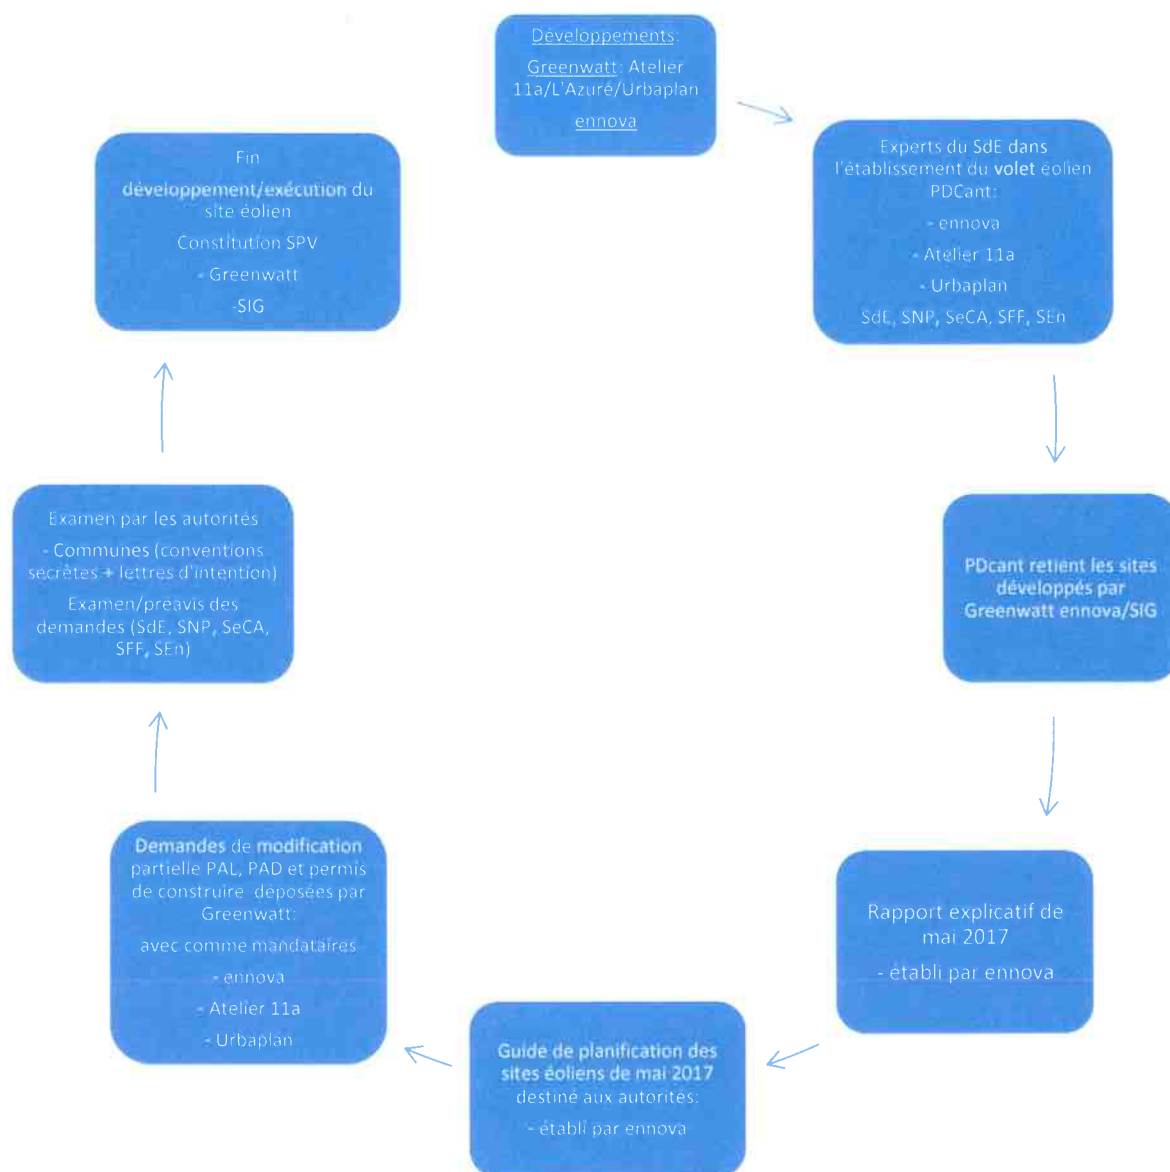 Développements:
Greenwatt: Atelier
11a/L'Azuré/Urbaplan
ennova
Experts du SdE dans
l'établissement du volet éolien
PDCant:
- ennova
- Atelier 11a
- Urbaplan
SdE, SNP, SeCA, SFF, SEn
PDcant retient les sites
développés par
Greenwatt ennova/SIG
Rapport explicatif de
mai 2017
- établi par ennova
Guide de planification des
sites éoliens de mai 2017
destiné aux autorités:
- établi par ennova
Demandes de modification
partielle PAL, PAD et permis
de construire déposées par
Greenwatt:
avec comme mandataires
- ennova
- Atelier 11a
- Urbaplan
Examen par les autorités
- Communes (conventions
secrètes + lettres d'intention)
Examen/préavis des
demandes (SdE, SNP, SeCA,
SFF, SEn)
Fin
développement/exécution du
site éolien
Constitution SPV
- Greenwatt
-SIG